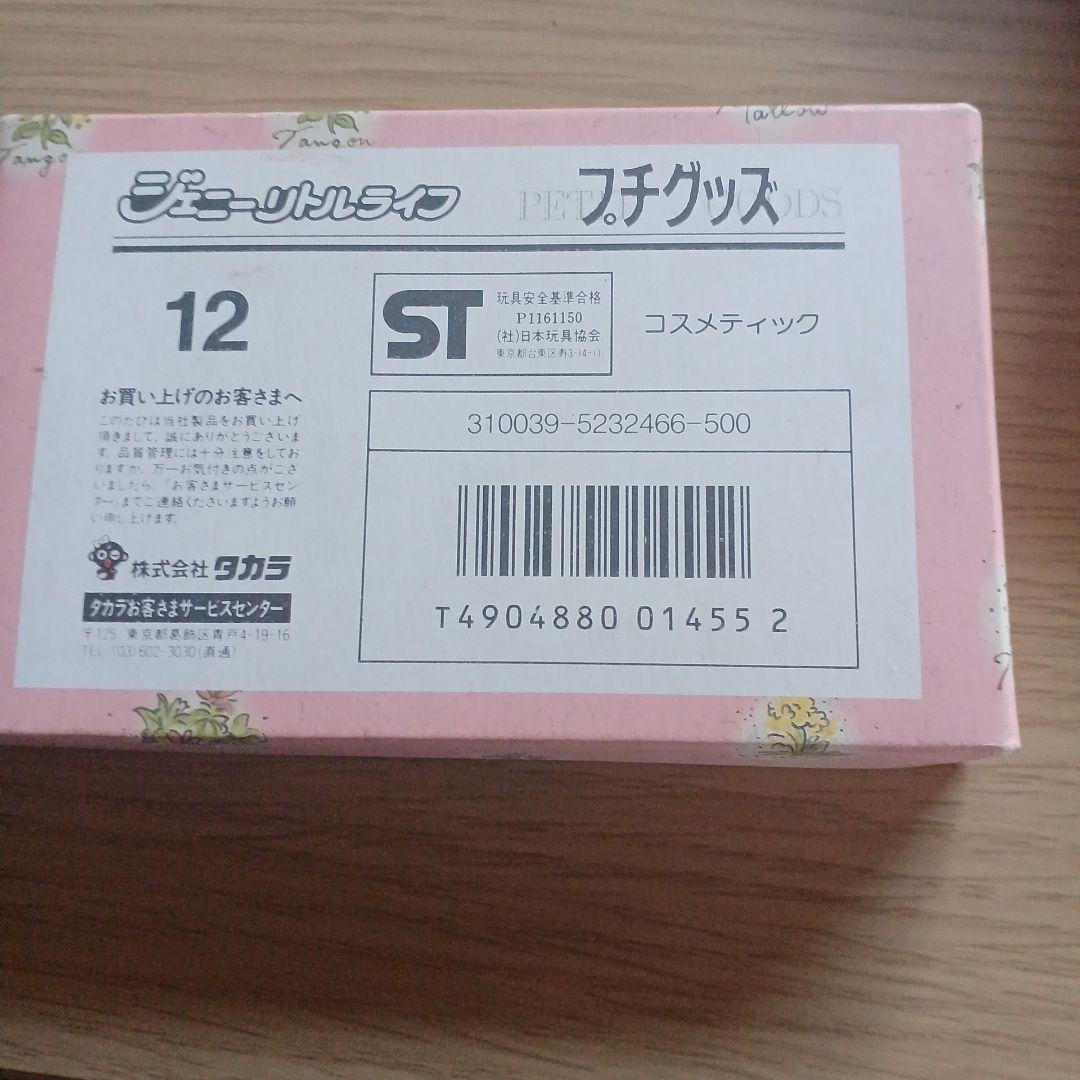 Tangon
Mallow
ジェニーリトルライフ
PETIT GOODS
プチグッズ
12
ST
玩具安全基準合格
P1161150
(社)日本玩具協会
東京都台東区寿3-14-11
コスメティック
お買い上げのお客さまへ
このたびは当社製品をお買い上げ
頂きまして、誠にありがとうございま
す。品質管理には十分注意をしてお
りますが、万一お気付きの点がござ
いましたら、「お客さまサービスセン
ター」までご連絡くださいますようお願
い申し上げます。
株式会社タカラ
タカラお客さまサービスセンター
〒125 東京都葛飾区青戸4-19-16
TEL (03)602-3030(直通)
310039-5232466-500
T4904880 01455 2